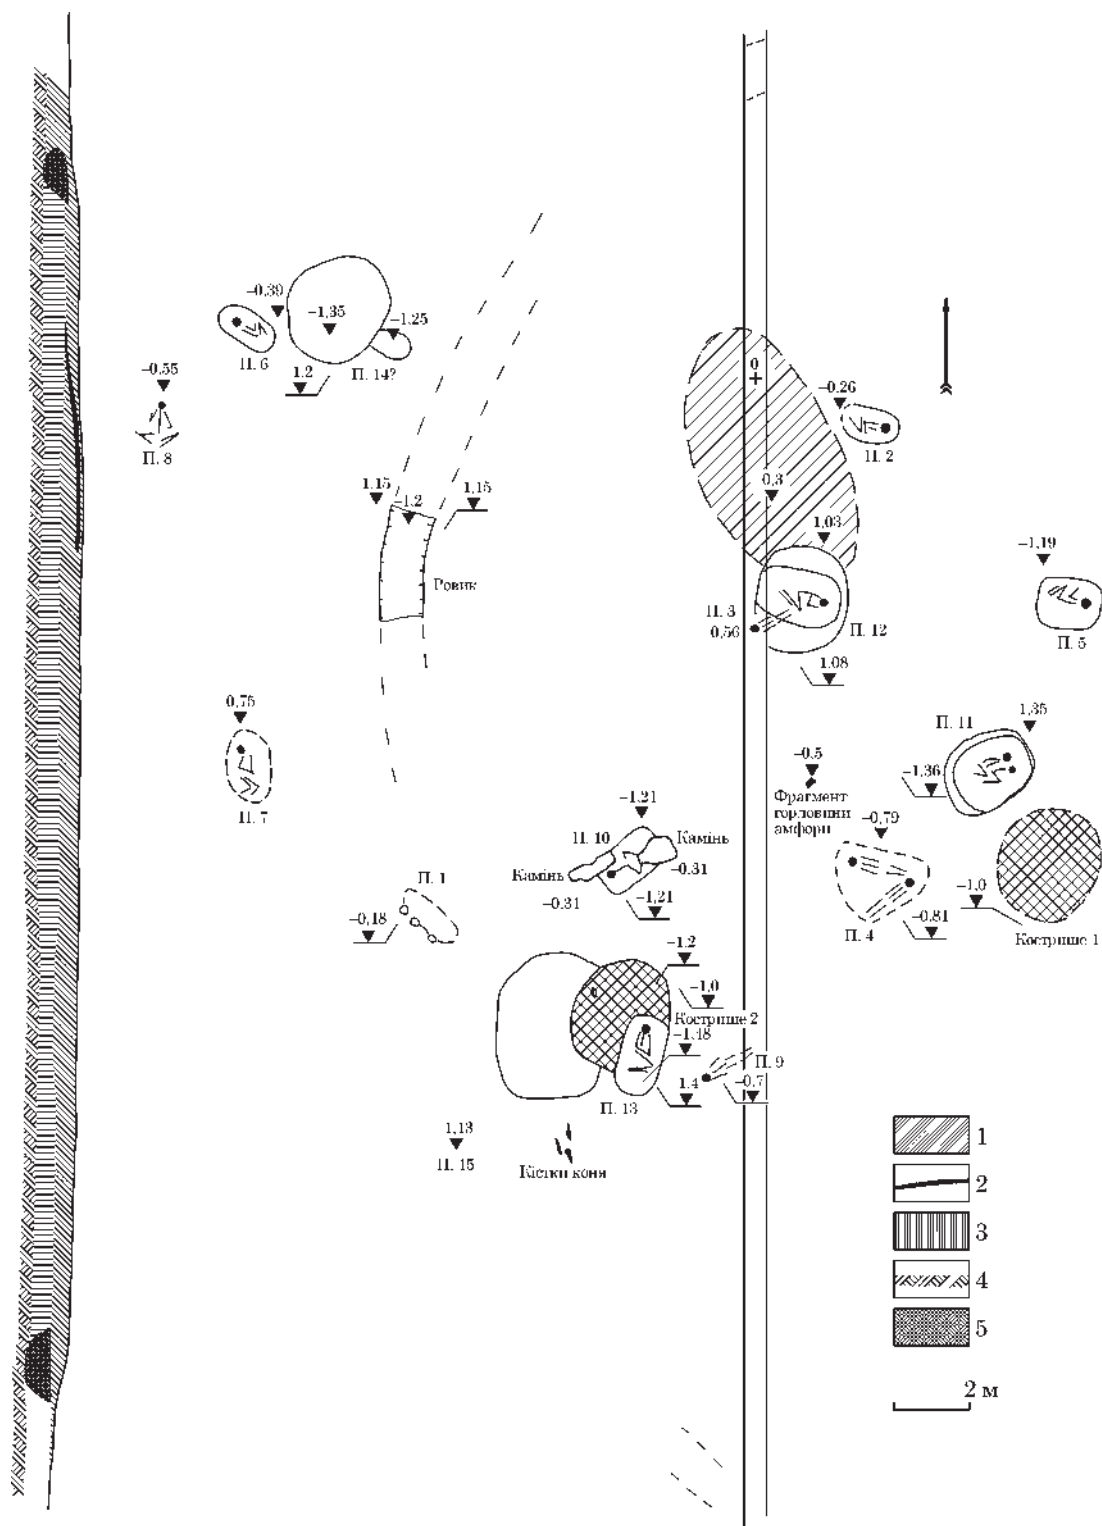 −0,39
−1,35
−1,25
П. 6
П. 14?
1.2
−0,55
П. 8
0
−0,26
П. 2
0,3
1,15
−1.2
1,15
1,03
Ровик
П. 3
0,56
П. 12
−1,19
П. 5
1.08
0,75
П. 7
П. 11
1,35
−1,36
−0.5
Фрагмент
горловини
амфори
−0,79
−1,21
П. 10
Камінь
Камінь
−0.31
−0.31
−1,21
П. 1
−0,18
П. 4
−0.81
−1,0
Кострище 1
−1.2
−1,0
Кострище 2
−1,48
П. 9
−0,7
1.4
П. 13
1,13
П. 15
Кістки коня
1
2
3
4
5
2 м